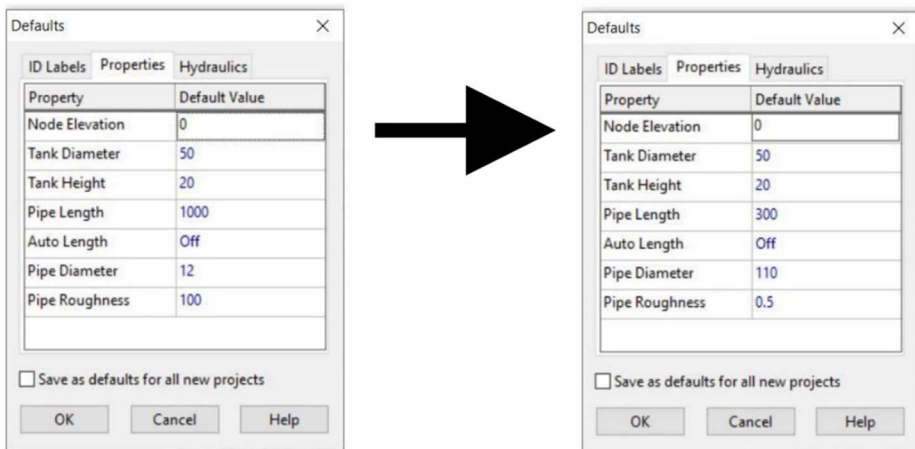 Defaults
ID Labels Properties Hydraulics
Property Default Value
Node Elevation 0
Tank Diameter 50
Tank Height 20
Pipe Length 1000
Auto Length Off
Pipe Diameter 12
Pipe Roughness 100
Save as defaults for all new projects
OK Cancel Help
Defaults
ID Labels Properties Hydraulics
Property Default Value
Node Elevation 0
Tank Diameter 50
Tank Height 20
Pipe Length 300
Auto Length Off
Pipe Diameter 110
Pipe Roughness 0.5
Save as defaults for all new projects
OK Cancel Help